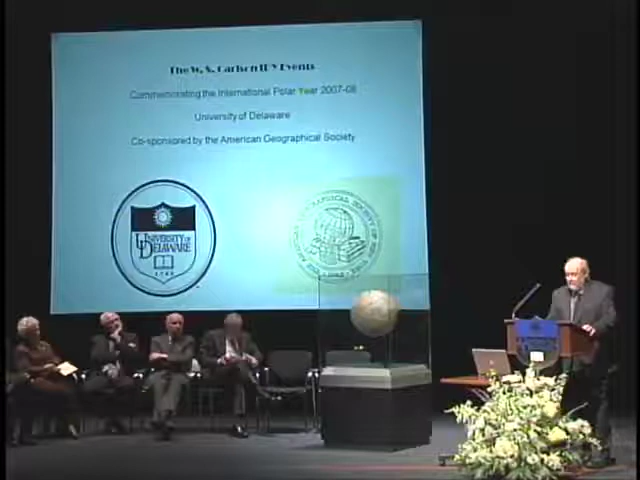 The W. S. Carlson IPY Events
Commemorating the International Polar Year 2007-08
University of Delaware
Co-sponsored by the American Geographical Society
UNIVERSITY OF
DELAWARE
1743